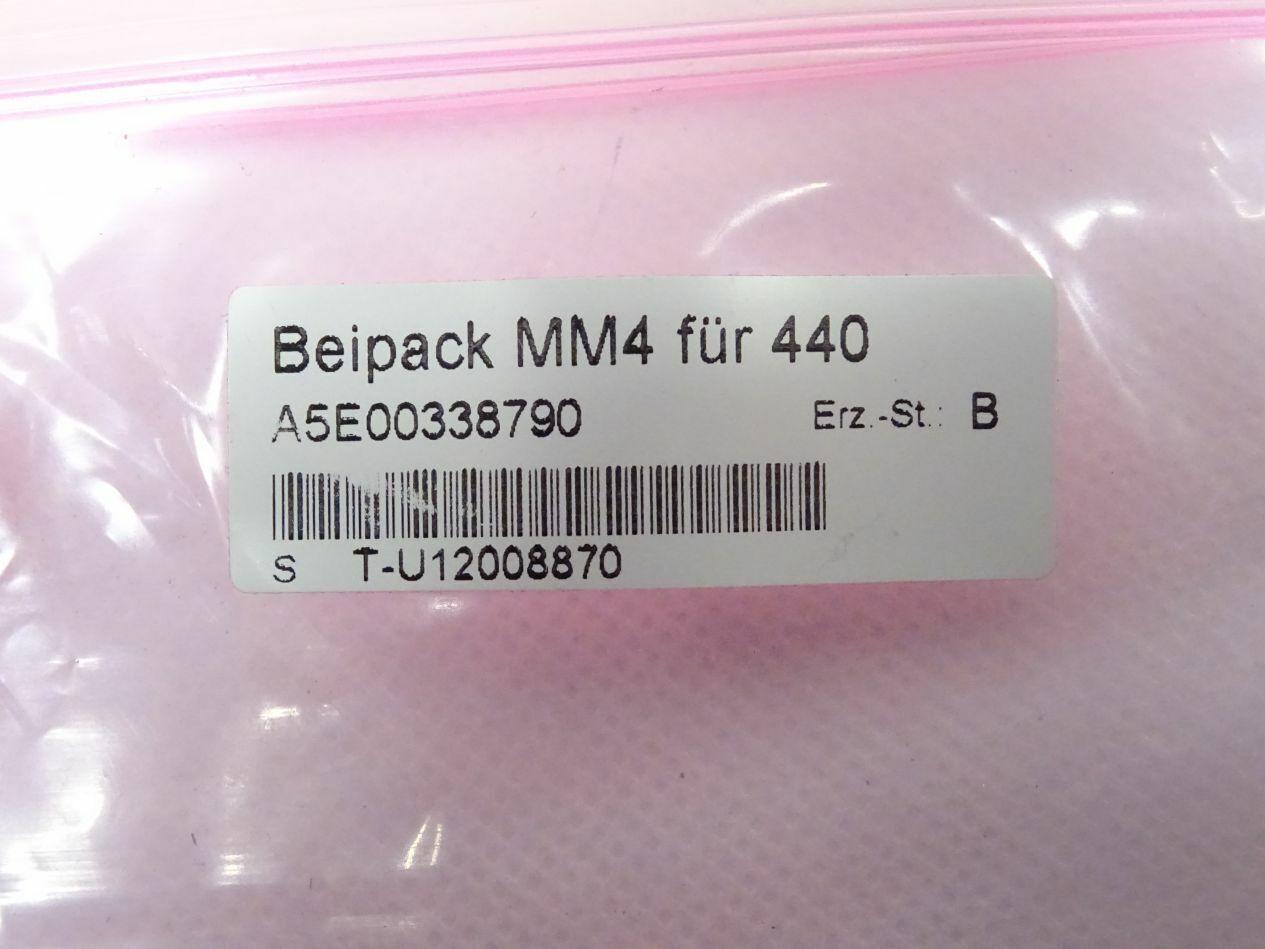 Beipack MM4 für 440
A5E00338790 Erz.-St.: B
S T-U12008870